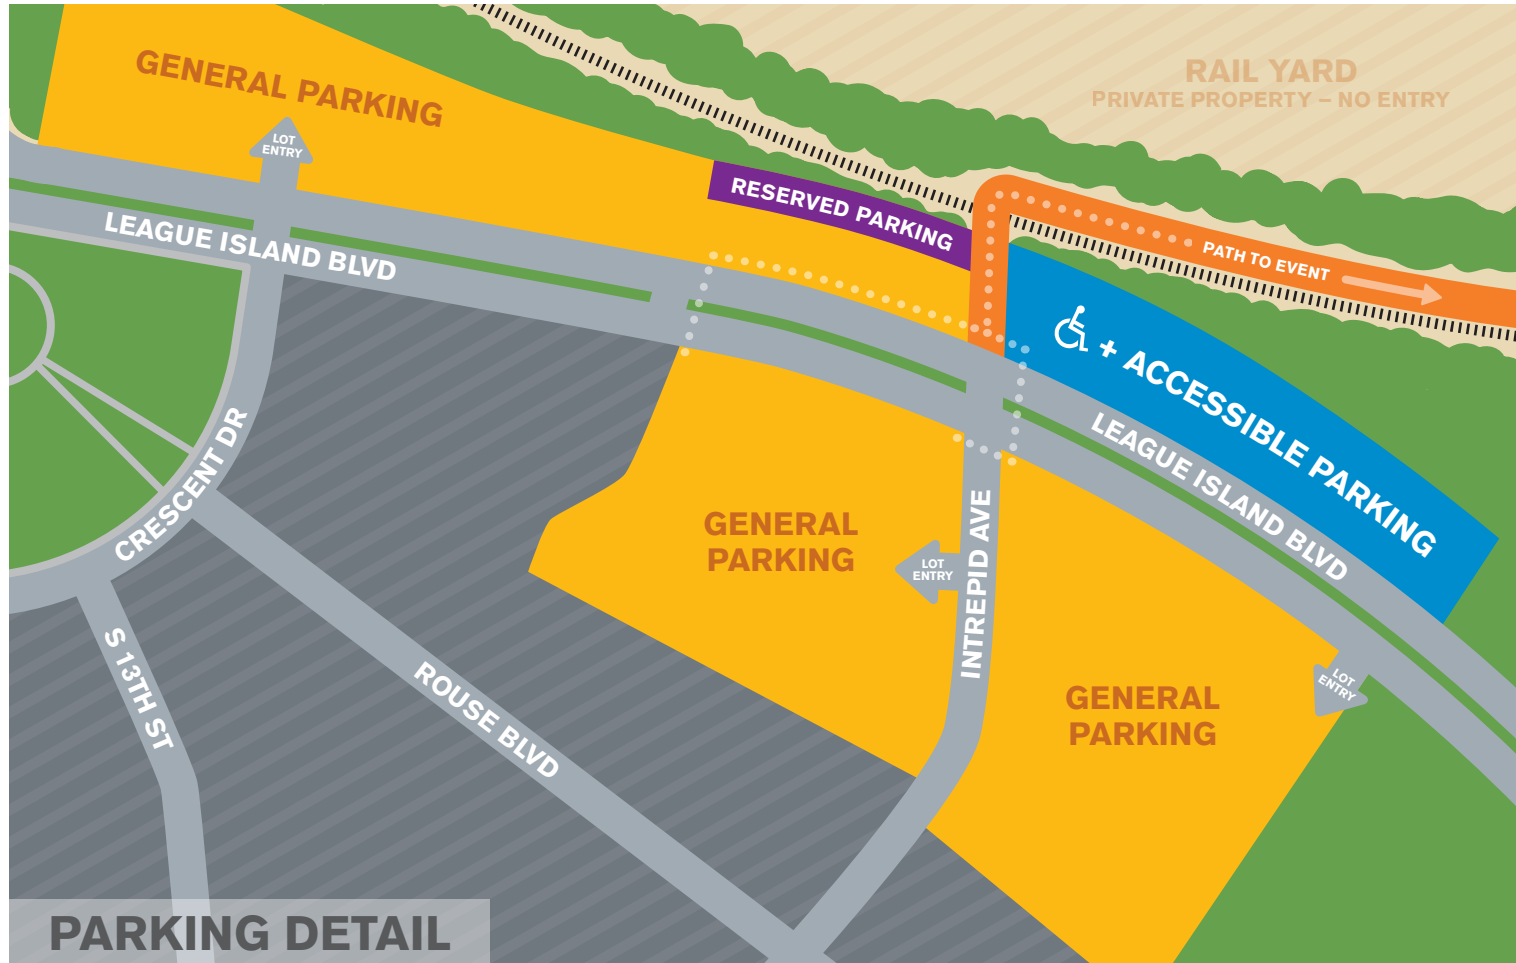 RAIL YARD
PRIVATE PROPERTY – NO ENTRY
GENERAL PARKING
LOT
ENTRY
RESERVED PARKING
LEAGUE ISLAND BLVD
PATH TO EVENT
+ ACCESSIBLE PARKING
LEAGUE ISLAND BLVD
CRESCENT DR
GENERAL
PARKING
LOT
ENTRY
INTREPID AVE
S 13TH ST
ROUSE BLVD
GENERAL
PARKING
LOT
ENTRY
PARKING DETAIL